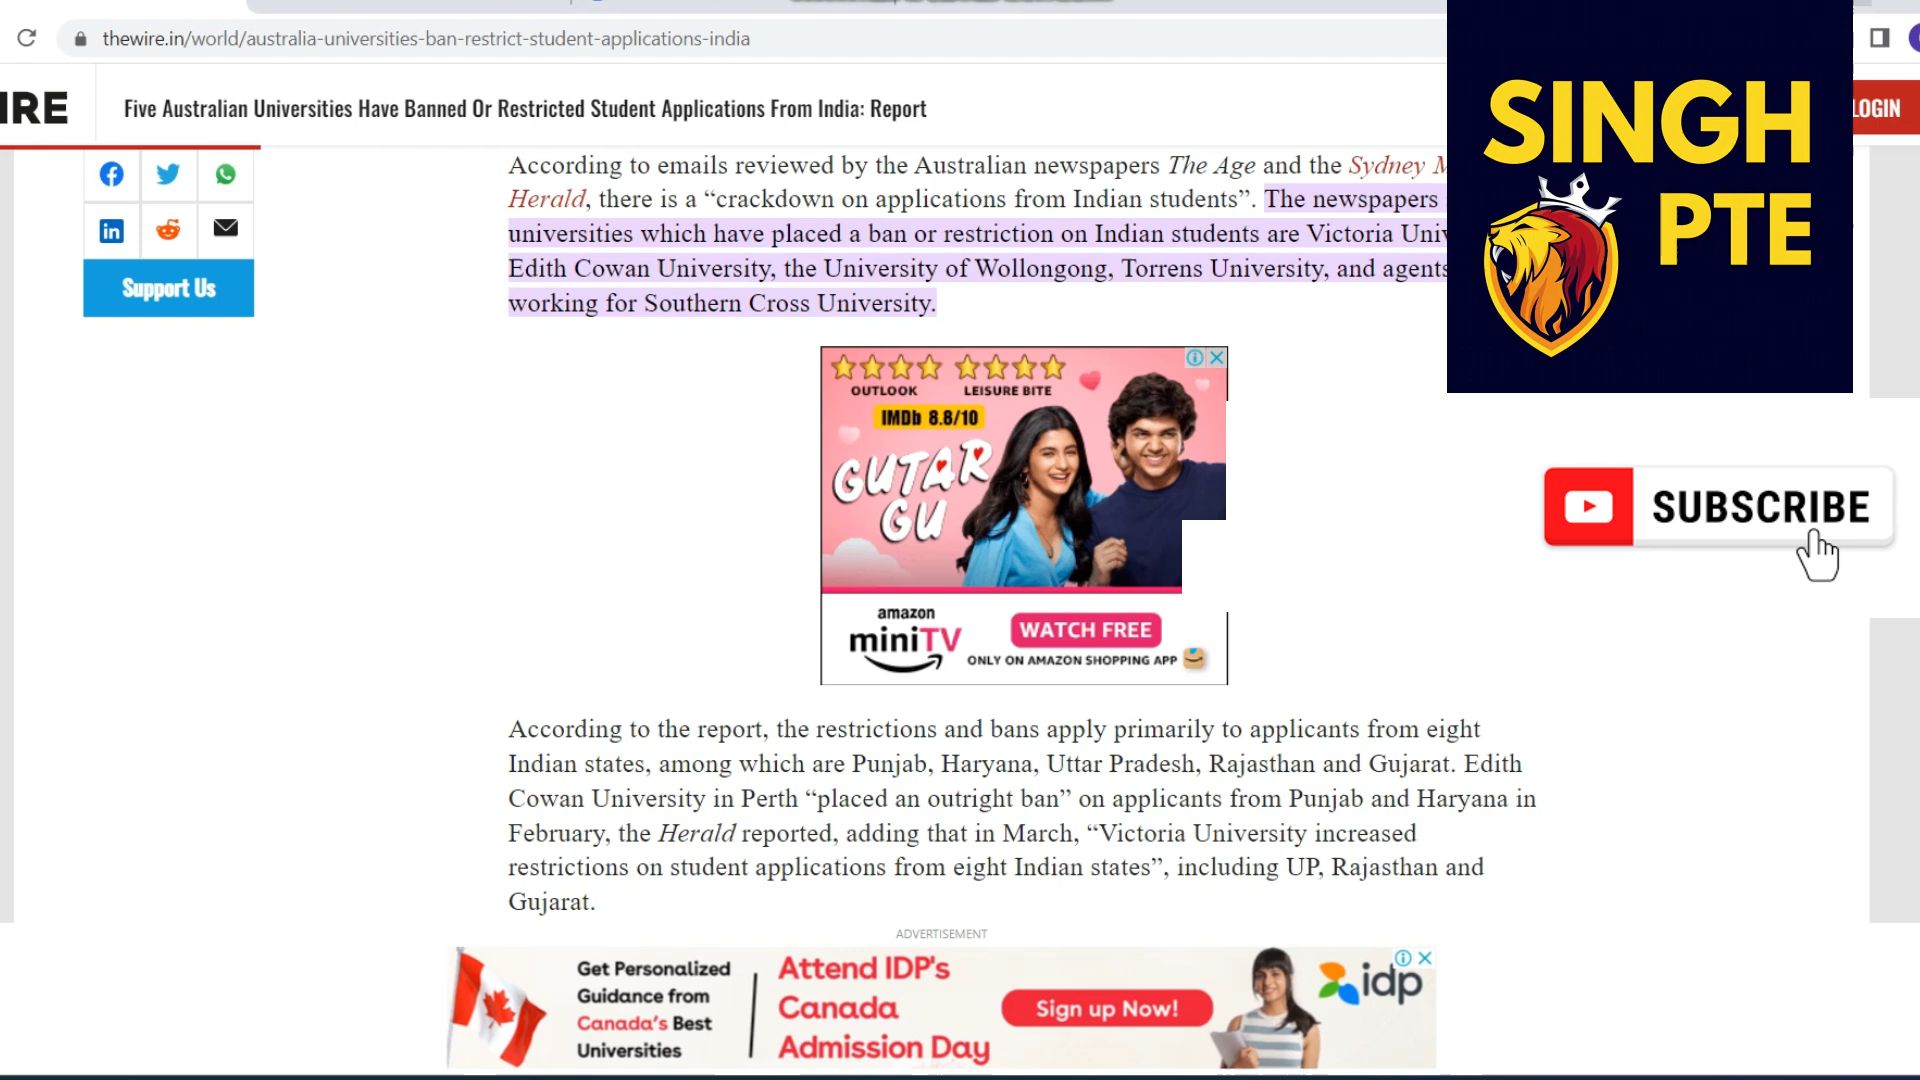 thewire.in/world/australia-universities-ban-restrict-student-applications-india
IRE
Five Australian Universities Have Banned Or Restricted Student Applications From India: Report
LOGIN
SINGH
PTE
According to emails reviewed by the Australian newspapers The Age and the Sydney M
Herald, there is a “crackdown on applications from Indian students”. The newspapers
universities which have placed a ban or restriction on Indian students are Victoria Univ
Edith Cowan University, the University of Wollongong, Torrens University, and agents
working for Southern Cross University.
Support Us
OUTLOOK LEISURE BITE
IMDb 8.8/10
GUTAR
GU
amazon
miniTV
WATCH FREE
ONLY ON AMAZON SHOPPING APP
SUBSCRIBE
According to the report, the restrictions and bans apply primarily to applicants from eight
Indian states, among which are Punjab, Haryana, Uttar Pradesh, Rajasthan and Gujarat. Edith
Cowan University in Perth “placed an outright ban” on applicants from Punjab and Haryana in
February, the Herald reported, adding that in March, “Victoria University increased
restrictions on student applications from eight Indian states”, including UP, Rajasthan and
Gujarat.
ADVERTISEMENT
Get Personalized
Guidance from
Canada's Best
Universities
Attend IDP's
Canada
Admission Day
Sign up Now!
idp